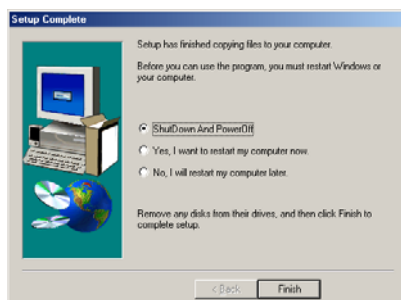 Setup Complete
Setup has finished copying files to your computer.
Before you can use the program, you must restart Windows or
your computer.
ShutDown And PowerOff
Yes, I want to restart my computer now.
No, I will restart my computer later.
Remove any disks from their drives, and then click Finish to
complete setup.
< Back
Finish